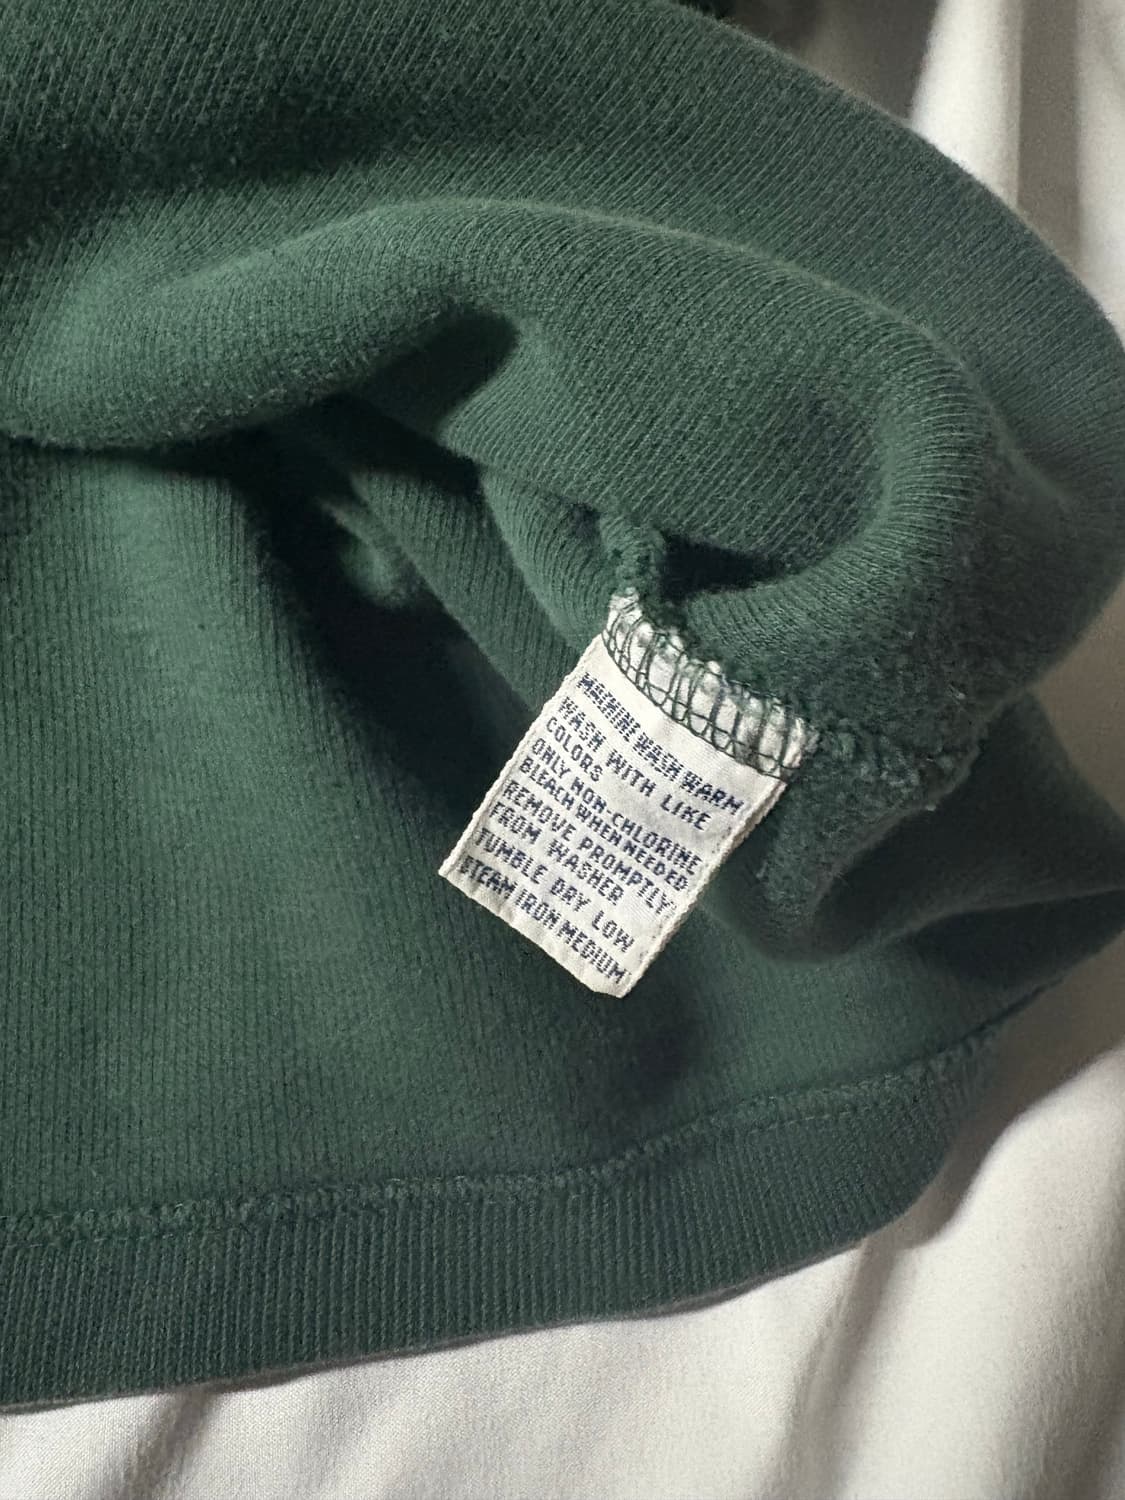 MACHINE WASH WARM
WASH WITH LIKE
COLORS
ONLY NON-CHLORINE
BLEACH WHEN NEEDED
REMOVE PROMPTLY
FROM WASHER
TUMBLE DRY LOW
STEAM IRON MEDIUM